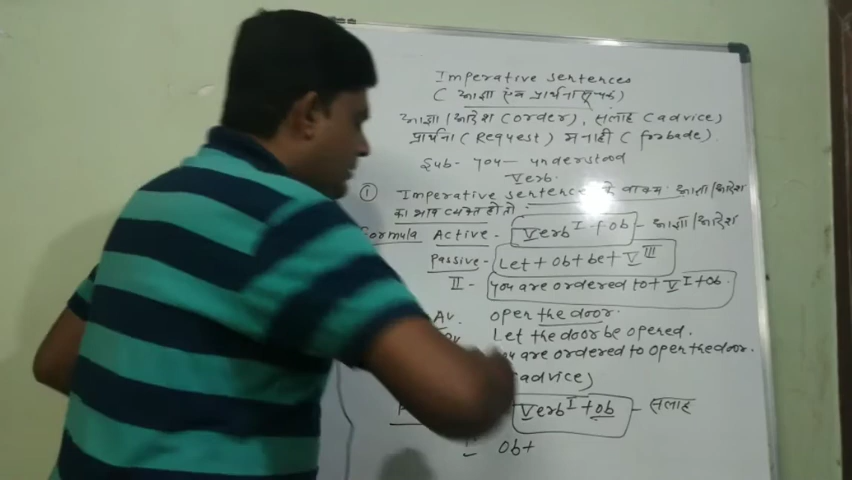 Imperative sentences
( आज्ञा एंव प्रार्थना सूचक )
आज्ञा/आदेश (order), सलाह (advice)
प्रार्थना (Request) मनाही ( forbade).
Sub- you- understood
Verb.
① Imperative sentence के वाक्य आज्ञा/आदेश
का भाव व्यक्त हो तो.
Formula Active - Verb I + ob - आज्ञा/आदेश
Passive - Let + ob + be + V III
II - you are ordered to + V I + ob.
Av. open the door.
Let the door be opened.
you are ordered to open the door.
advice)
Verb I + ob - सलाह
Ob+